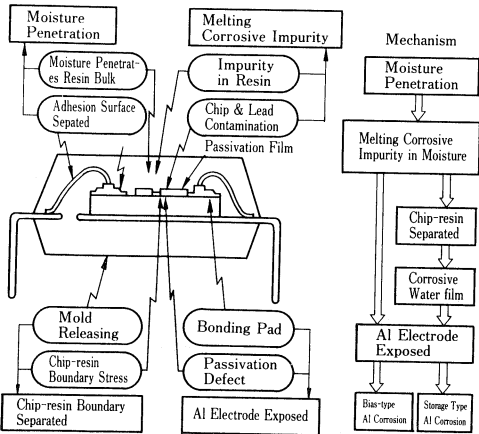 Moisture
Penetration
Melting
Corrosive Impurity
Moisture Penetrat-
es Resin Bulk
Adhesion Surface
Sepated
Impurity
in Resin
Chip & Lead
Contamination
Passivation Film
Mold
Releasing
Chip-resin
Boundary Stress
Chip-resin Boundary
Separated
Bonding Pad
Passivation
Defect
Al Electrode Exposed
Mechanism
Moisture
Penetration
Melting Corrosive
Impurity in Moisture
Chip-resin
Separated
Corrosive
Water film
Al Electrode
Exposed
Bias-type
Al Corrosion
Storage Type
Al Corrosion